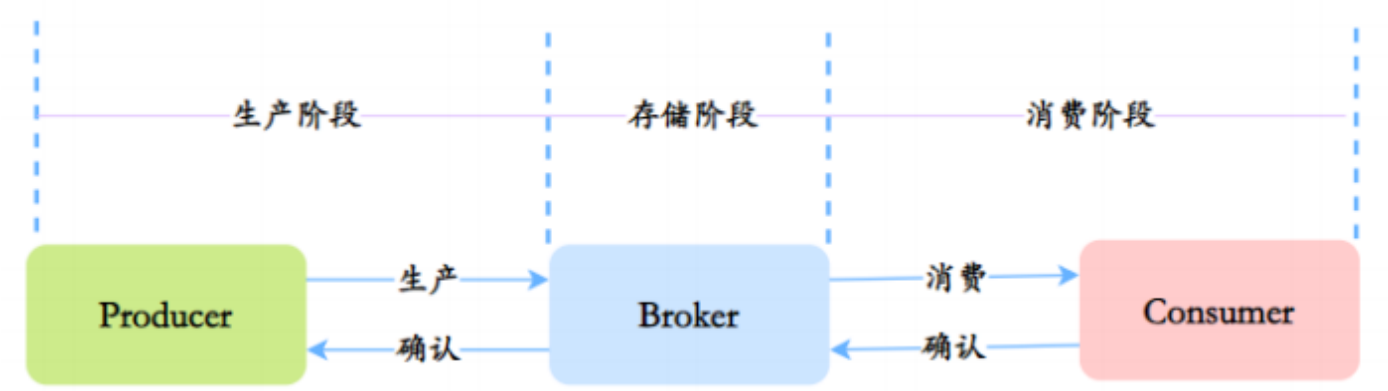 生产阶段
存储阶段
消费阶段
生产
消费
Producer
Broker
Consumer
确认
确认